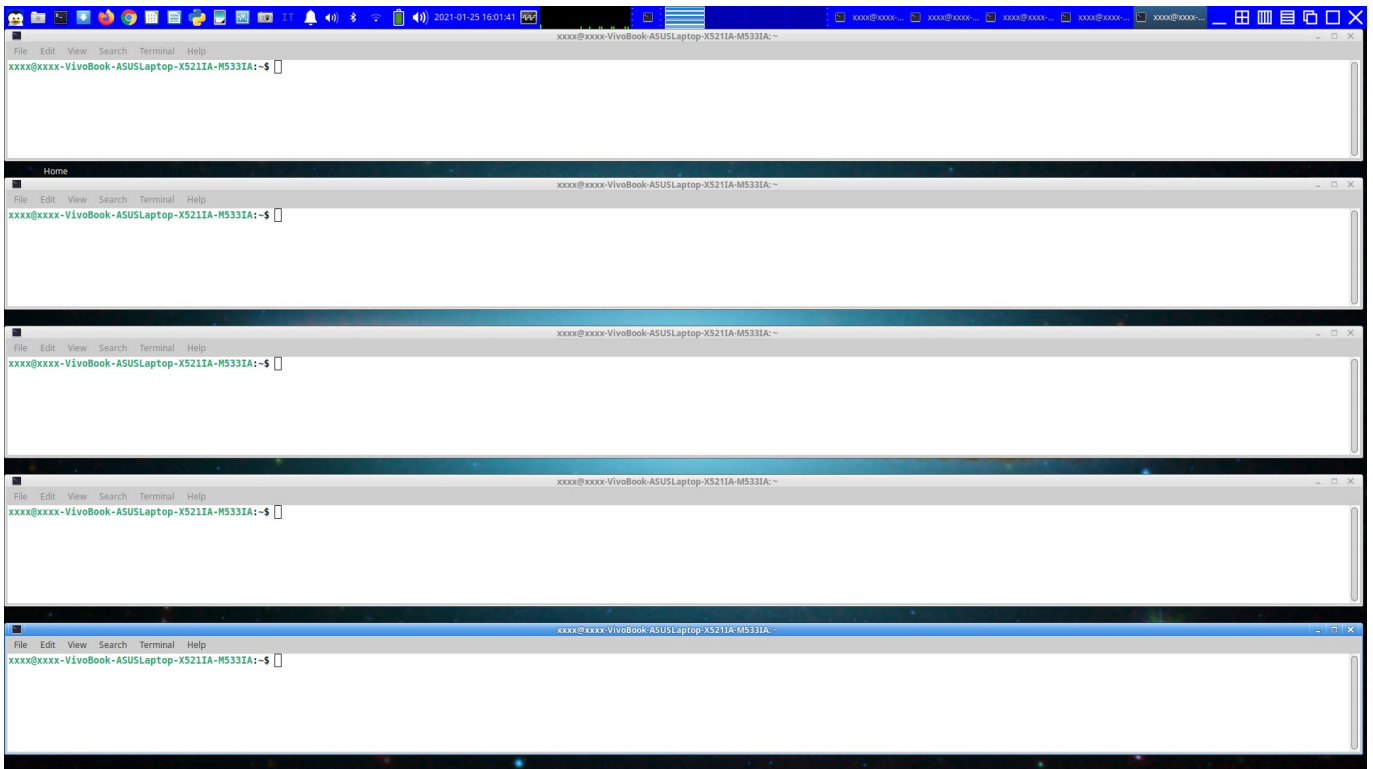 IT 2021-01-25 16:01:41 xxxx@xxxx-... xxxx@xxxx-... xxxx@xxxx-... xxxx@xxxx-... xxxx@xxxx-...
xxxx@xxxx-VivoBook-ASUSLaptop-X521IA-M533IA: ~
File Edit View Search Terminal Help
xxxx@xxxx-VivoBook-ASUSLaptop-X521IA-M533IA:~$
Home
xxxx@xxxx-VivoBook-ASUSLaptop-X521IA-M533IA: ~
File Edit View Search Terminal Help
xxxx@xxxx-VivoBook-ASUSLaptop-X521IA-M533IA:~$
xxxx@xxxx-VivoBook-ASUSLaptop-X521IA-M533IA: ~
File Edit View Search Terminal Help
xxxx@xxxx-VivoBook-ASUSLaptop-X521IA-M533IA:~$
xxxx@xxxx-VivoBook-ASUSLaptop-X521IA-M533IA: ~
File Edit View Search Terminal Help
xxxx@xxxx-VivoBook-ASUSLaptop-X521IA-M533IA:~$
xxxx@xxxx-VivoBook-ASUSLaptop-X521IA-M533IA: ~
File Edit View Search Terminal Help
xxxx@xxxx-VivoBook-ASUSLaptop-X521IA-M533IA:~$